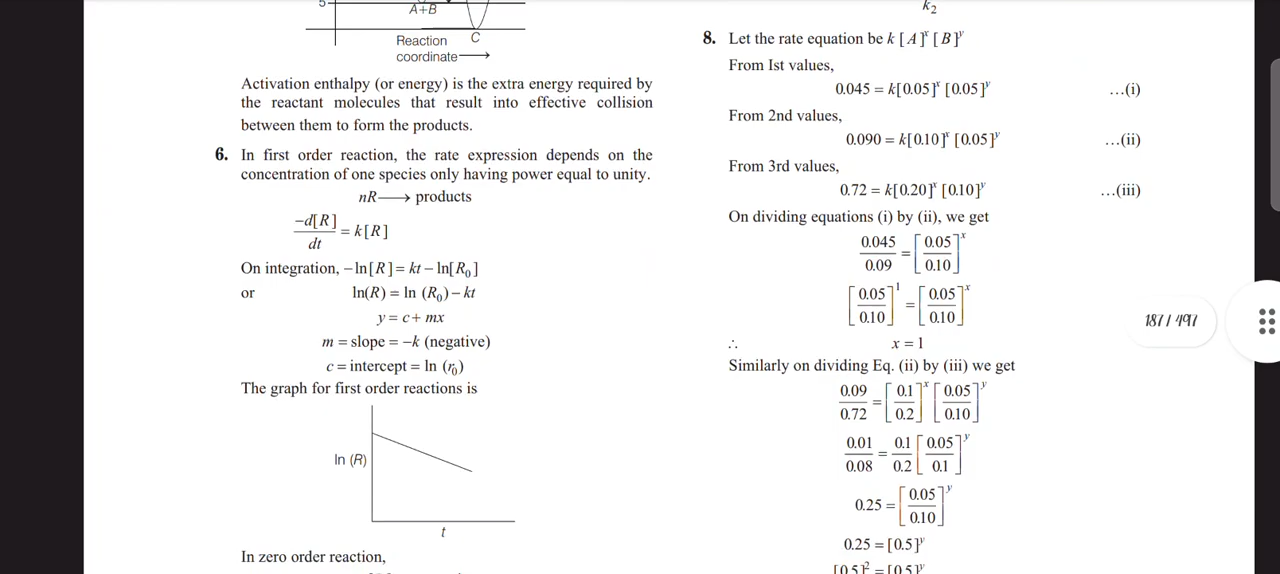 5
A+B
C
Reaction
coordinate
Activation enthalpy (or energy) is the extra energy required by
the reactant molecules that result into effective collision
between them to form the products.
6. In first order reaction, the rate expression depends on the
concentration of one species only having power equal to unity.
nR ⟶ products
−d[R]/dt = k[R]
On integration, −ln[R] = kt − ln[R₀]
or ln(R) = ln (R₀) − kt
y = c + mx
m = slope = −k (negative)
c = intercept = ln (r₀)
The graph for first order reactions is
ln (R)
t
In zero order reaction,
k₂
8. Let the rate equation be k [A]ˣ [B]ʸ
From Ist values,
0.045 = k[0.05]ˣ [0.05]ʸ …(i)
From 2nd values,
0.090 = k[0.10]ˣ [0.05]ʸ …(ii)
From 3rd values,
0.72 = k[0.20]ˣ [0.10]ʸ …(iii)
On dividing equations (i) by (ii), we get
0.045/0.09 = [0.05/0.10]ˣ
[0.05/0.10]¹ = [0.05/0.10]ˣ
∴ x = 1
Similarly on dividing Eq. (ii) by (iii) we get
0.09/0.72 = [0.1/0.2]ˣ [0.05/0.10]ʸ
0.01/0.08 = 0.1/0.2 [0.05/0.1]ʸ
0.25 = [0.05/0.10]ʸ
0.25 = [0.5]ʸ
[0.5]² = [0.5]ʸ
187 / 497